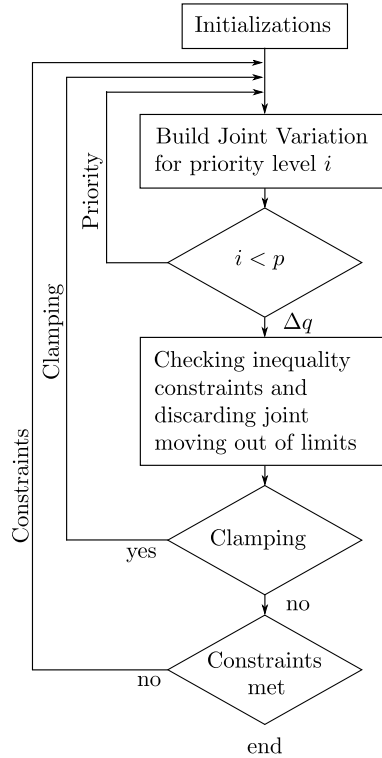 Initializations
Build Joint Variation
for priority level i
Priority
i < p
Δq
Clamping
Checking inequality
constraints and
discarding joint
moving out of limits
Constraints
Clamping
yes
no
Constraints
met
no
end